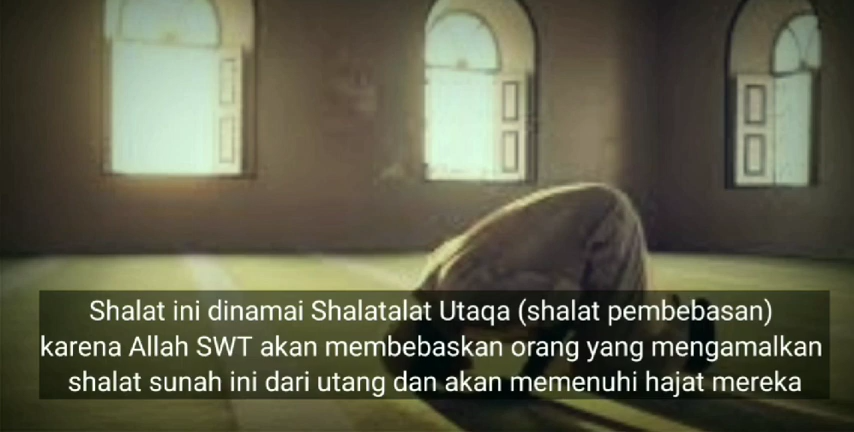 Shalat ini dinamai Shalatalat Utaqa (shalat pembebasan)
karena Allah SWT akan membebaskan orang yang mengamalkan
shalat sunah ini dari utang dan akan memenuhi hajat mereka